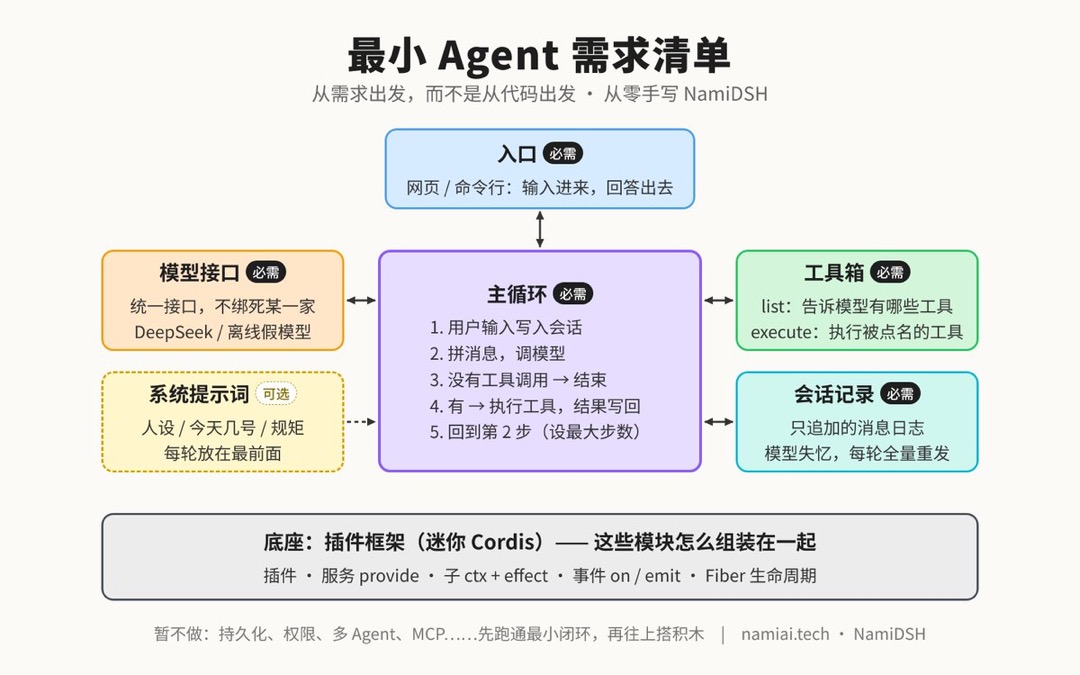 最小 Agent 需求清单
从需求出发，而不是从代码出发 · 从零手写 NamiDSH
入口 必需
网页 / 命令行：输入进来，回答出去
模型接口 必需
统一接口，不绑死某一家
DeepSeek / 离线假模型
主循环 必需
1. 用户输入写入会话
2. 拼消息，调模型
3. 没有工具调用 → 结束
4. 有 → 执行工具，结果写回
5. 回到第 2 步（设最大步数）
工具箱 必需
list：告诉模型有哪些工具
execute：执行被点名的工具
系统提示词 可选
人设 / 今天几号 / 规矩
每轮放在最前面
会话记录 必需
只追加的消息日志
模型失忆，每轮全量重发
底座：插件框架（迷你 Cordis）—— 这些模块怎么组装在一起
插件 · 服务 provide · 子 ctx + effect · 事件 on / emit · Fiber 生命周期
暂不做：持久化、权限、多 Agent、MCP……先跑通最小闭环，再往上搭积木 | namiai.tech · NamiDSH